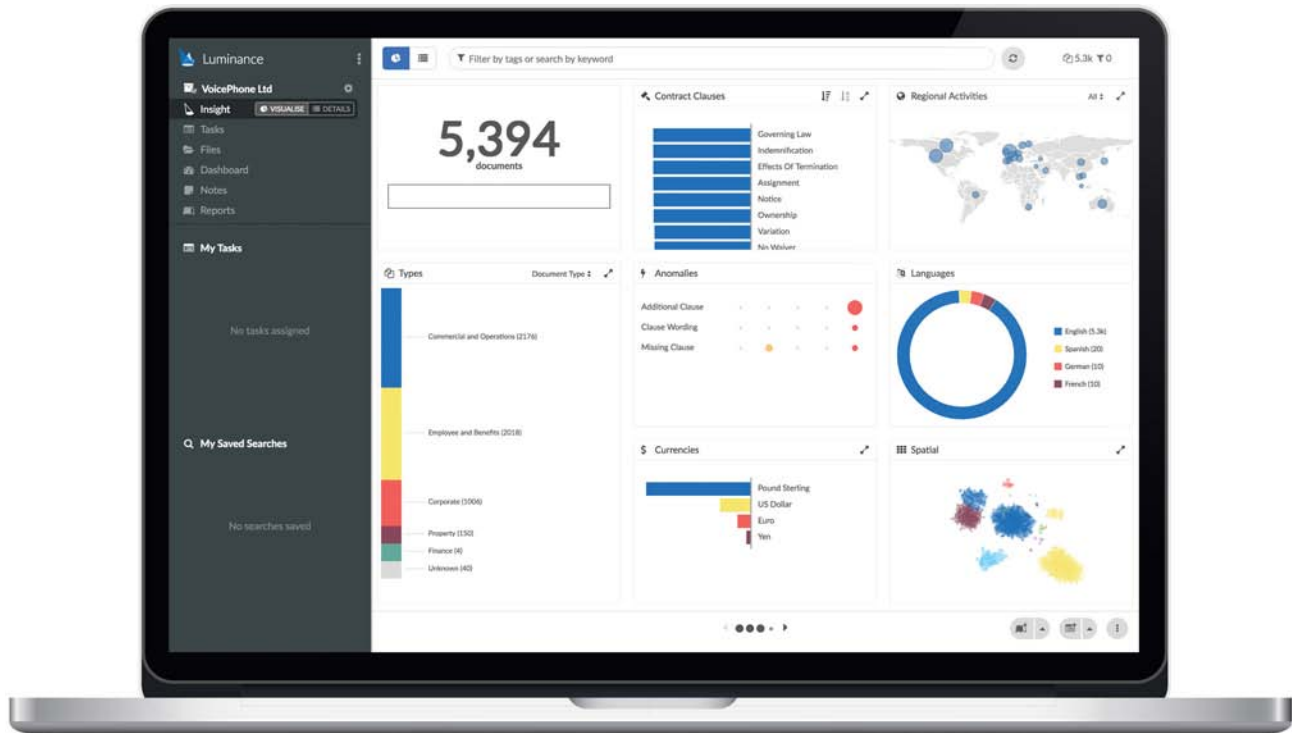 Luminance
VoicePhone Ltd
Insight
VISUALISE
DETAILS
Tasks
Files
Dashboard
Notes
Reports
My Tasks
No tasks assigned
My Saved Searches
No searches saved
Filter by tags or search by keyword
5.3k
0
5,394
documents
Contract Clauses
Governing Law
Indemnification
Effects Of Termination
Assignment
Notice
Ownership
Variation
No Waiver
Regional Activities
All
Types
Document Type
Commercial and Operations (2176)
Employee and Benefits (2018)
Corporate (1006)
Property (150)
Finance (4)
Unknown (40)
Anomalies
Additional Clause
Clause Wording
Missing Clause
Languages
English (5.3k)
Spanish (20)
German (10)
French (10)
$ Currencies
Pound Sterling
US Dollar
Euro
Yen
Spatial